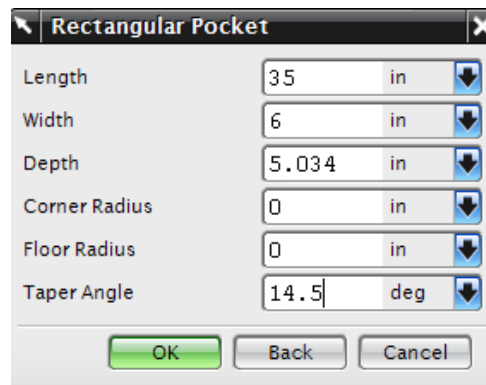 Rectangular Pocket
Length 35 in
Width 6 in
Depth 5.034 in
Corner Radius 0 in
Floor Radius 0 in
Taper Angle 14.5 deg
OK Back Cancel